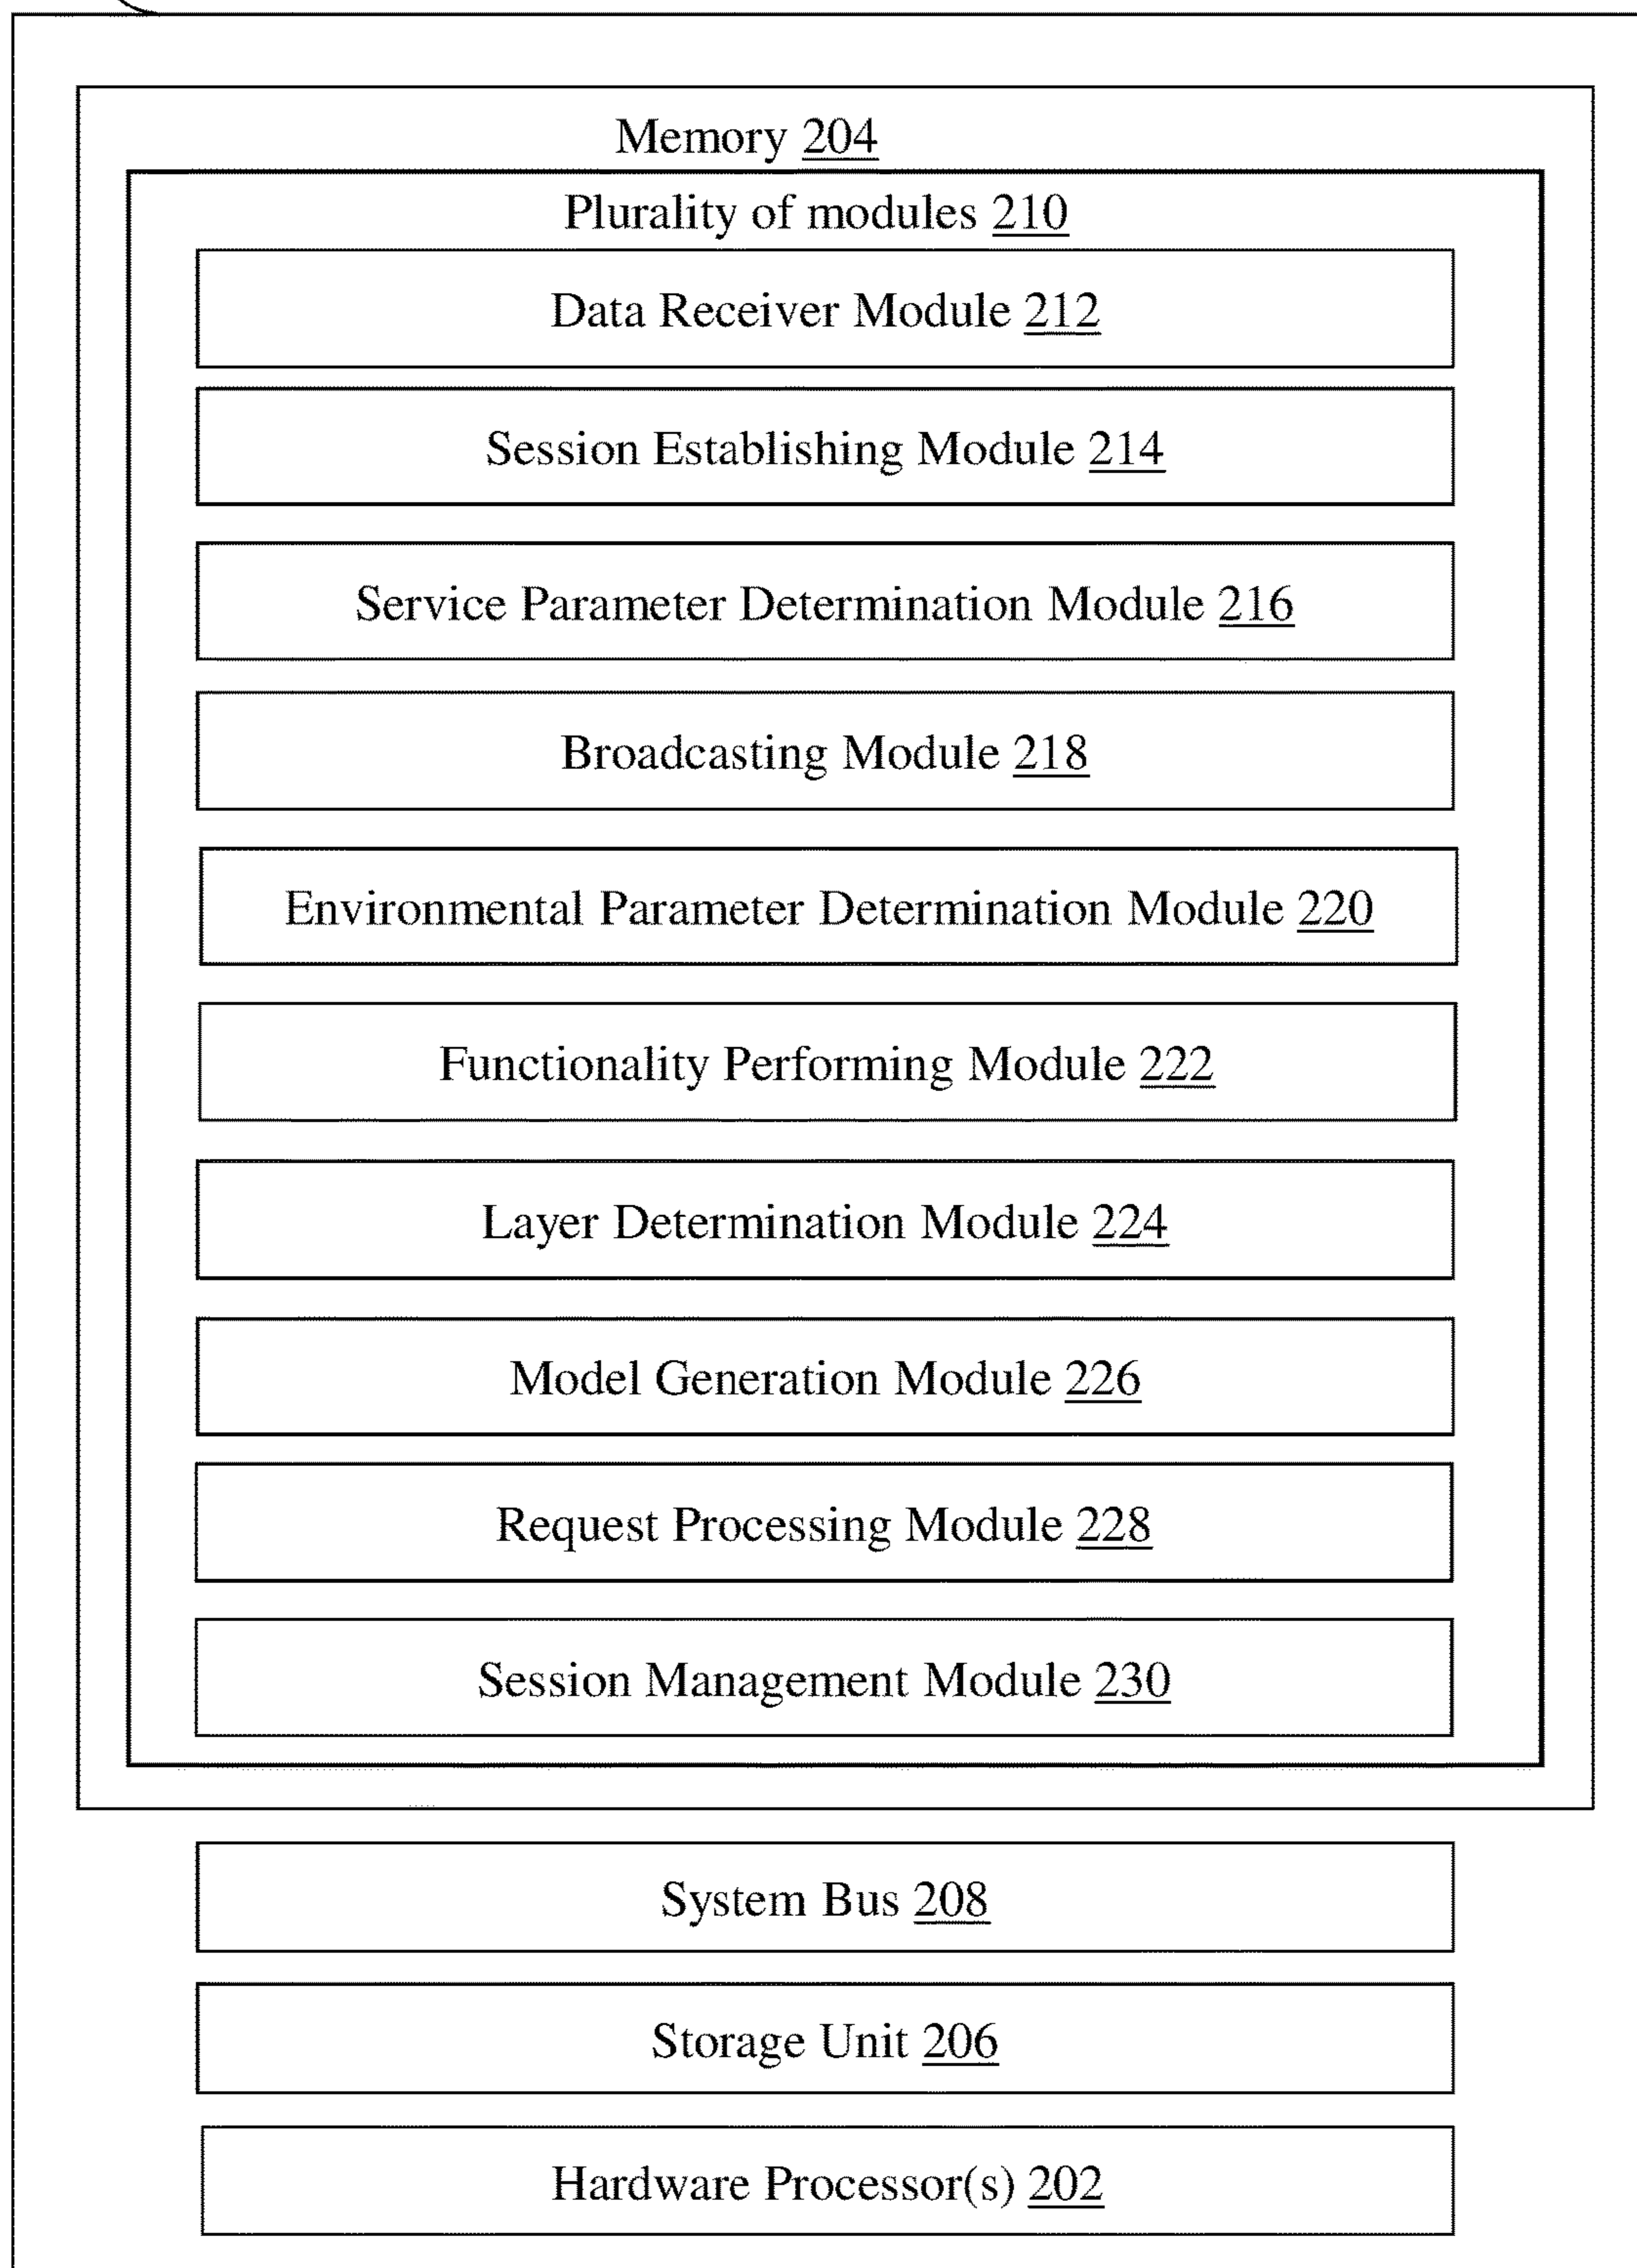 Memory 204
Plurality of modules 210
Data Receiver Module 212
Session Establishing Module 214
Service Parameter Determination Module 216
Broadcasting Module 218
Environmental Parameter Determination Module 220
Functionality Performing Module 222
Layer Determination Module 224
Model Generation Module 226
Request Processing Module 228
Session Management Module 230
System Bus 208
Storage Unit 206
Hardware Processor(s) 202